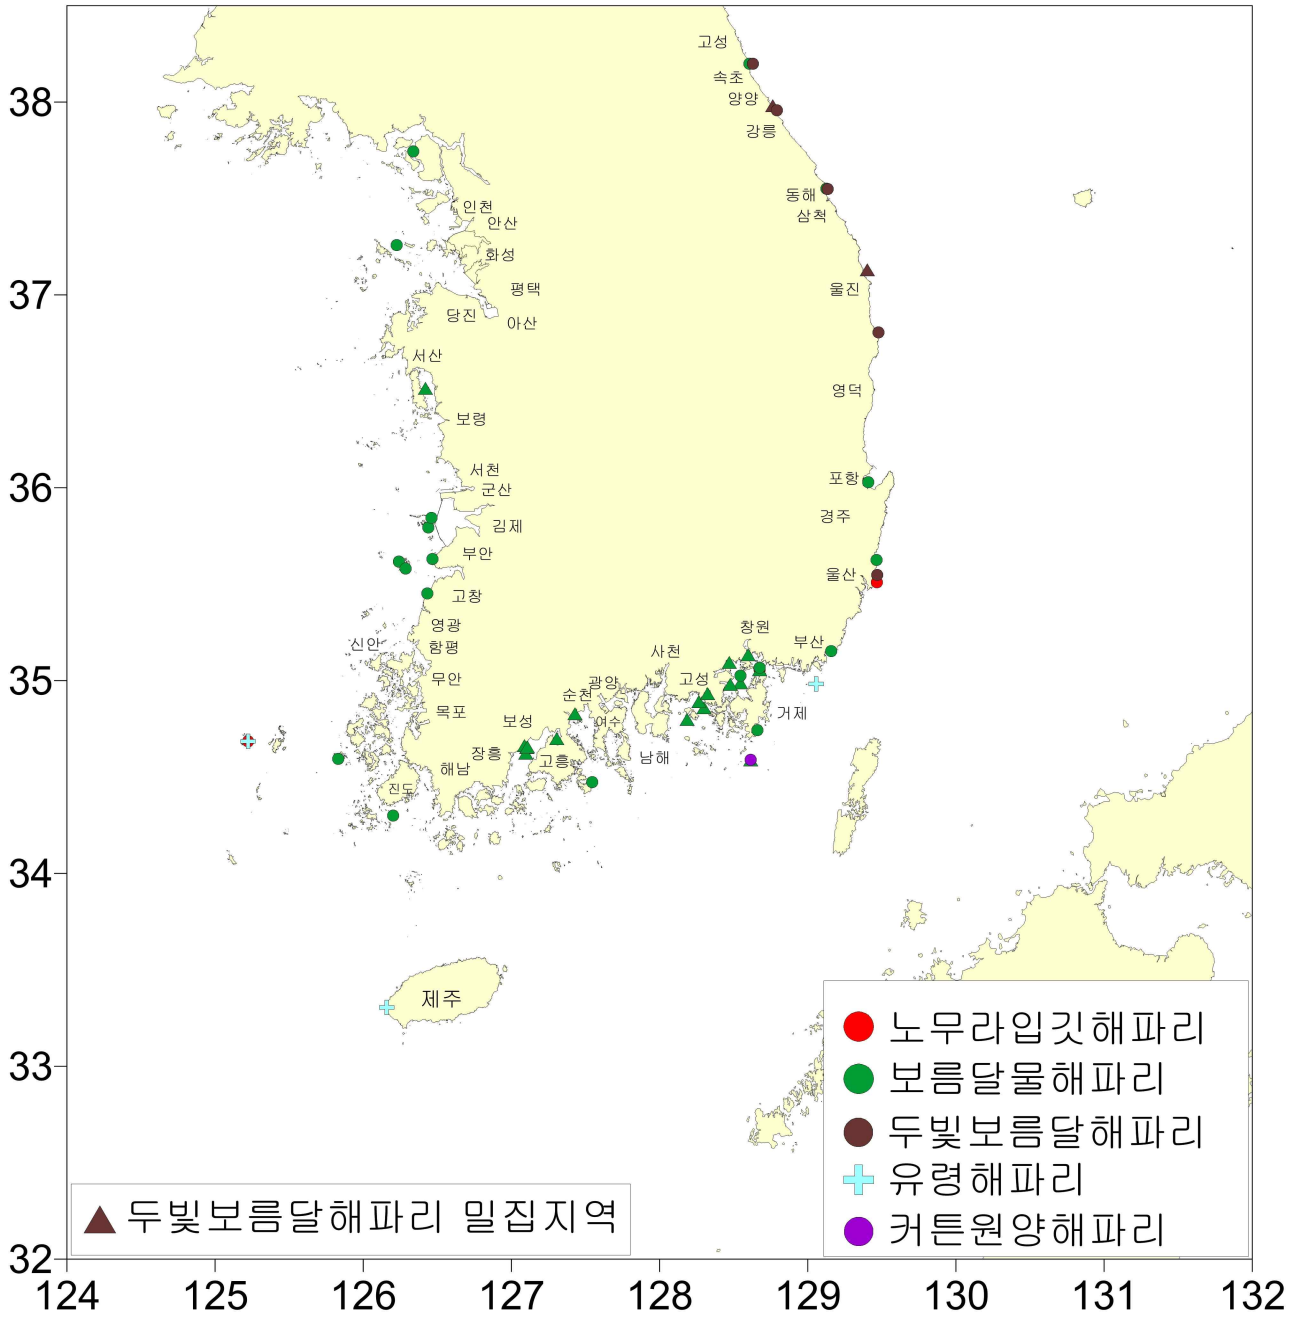 고성
속초
38
양양
강릉
동해
인천
삼척
안산
화성
37
평택
울진
당진
아산
서산
영덕
보령
서천
포항
36
군산
경주
김제
부안
울산
고창
영광
창원
부산
신안
함평
사천
35
무안
광양
고성
순천
목포
거제
보성
여수
장흥
고흥
남해
해남
진도
34
제주
33
노무라입깃해파리
보름달물해파리
두빛보름달해파리
유령해파리
커튼원양해파리
두빛보름달해파리 밀집지역
32
124 125 126 127 128 129 130 131 132